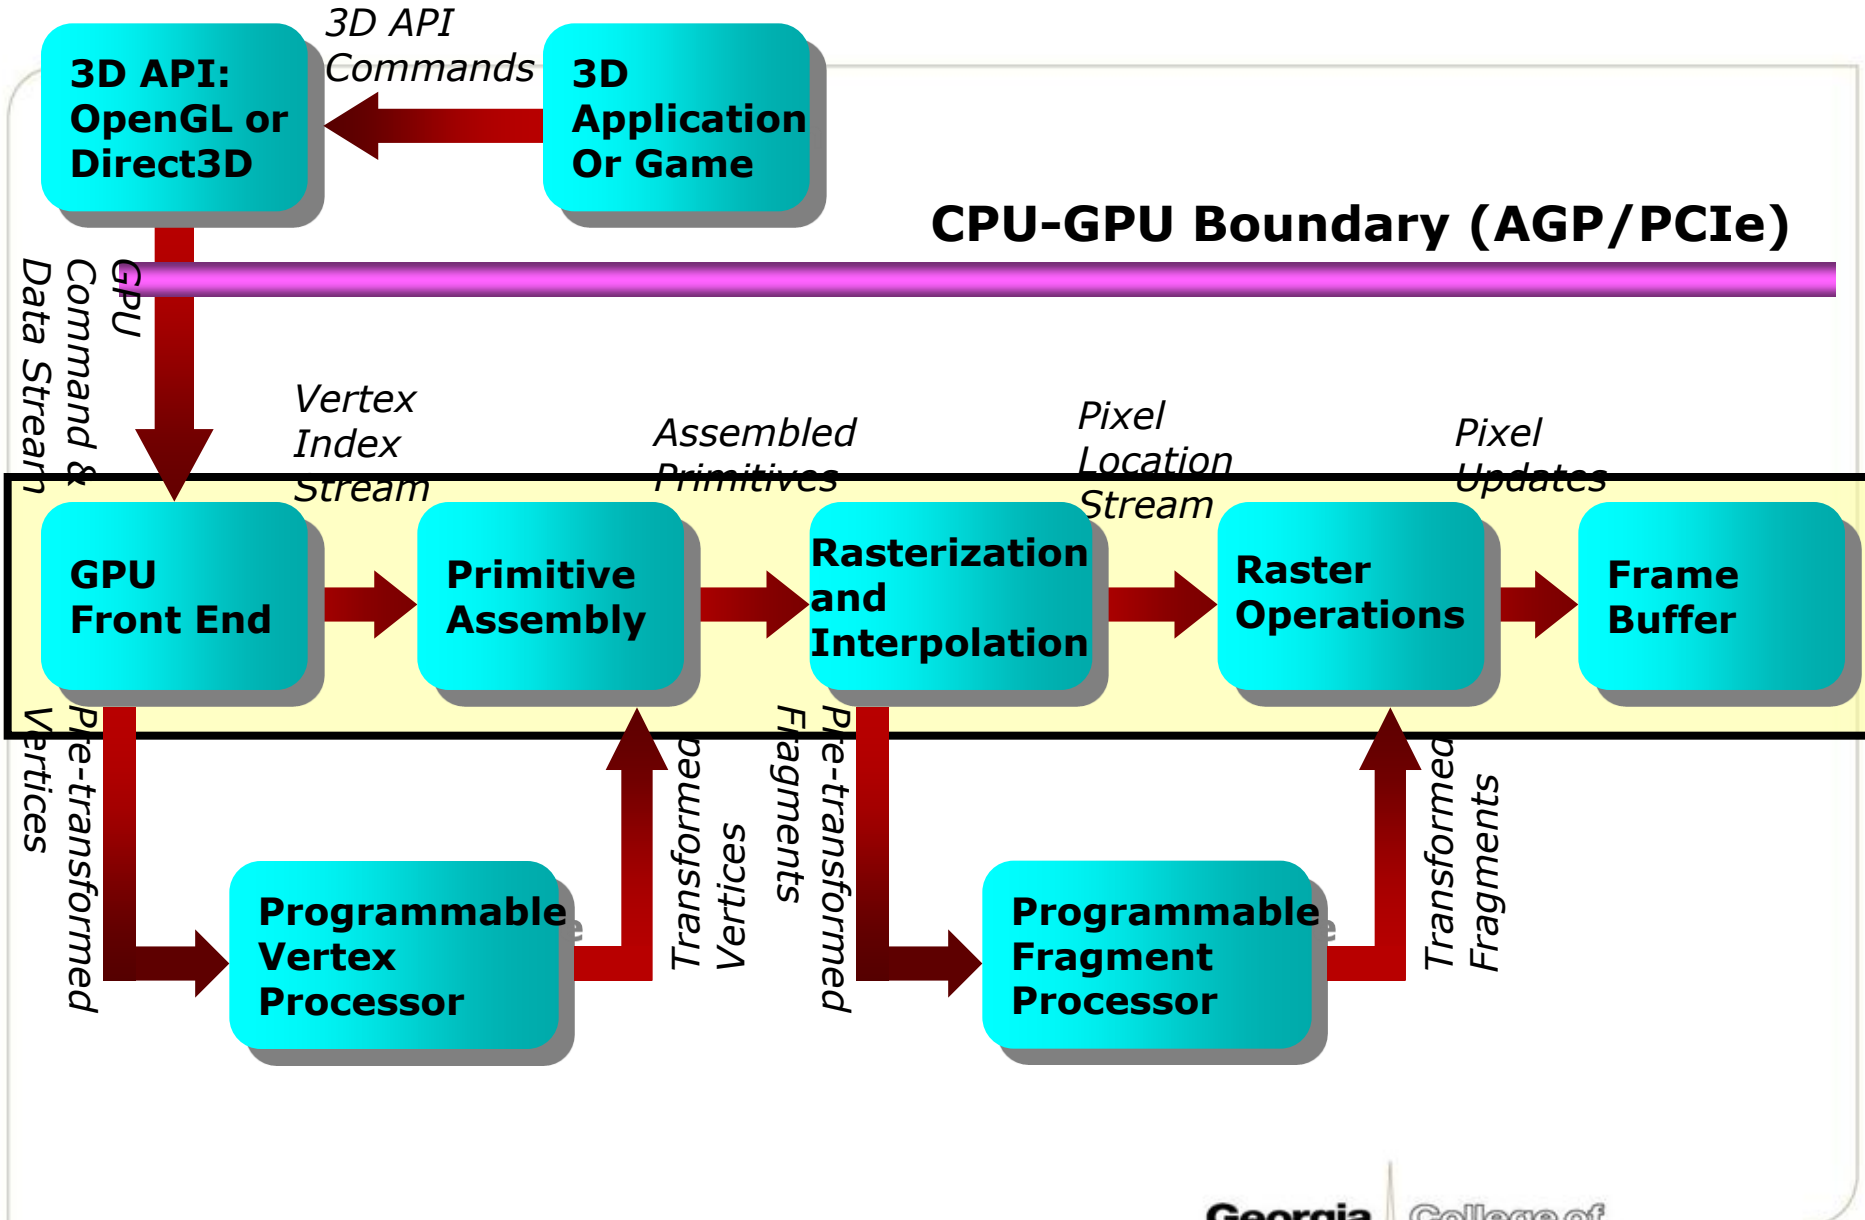 3D API
Commands
3D API:
OpenGL or
Direct3D
3D
Application
Or Game
CPU-GPU Boundary (AGP/PCIe)
GPU
Command &
Data Stream
Vertex
Index
Stream
Assembled
Primitives
Pixel
Location
Stream
Pixel
Updates
GPU
Front End
Primitive
Assembly
Rasterization
and
Interpolation
Raster
Operations
Frame
Buffer
Pre-transformed
Vertices
Transformed
Vertices
Pre-transformed
Fragments
Transformed
Fragments
Programmable
Vertex
Processor
Programmable
Fragment
Processor
Georgia
College of